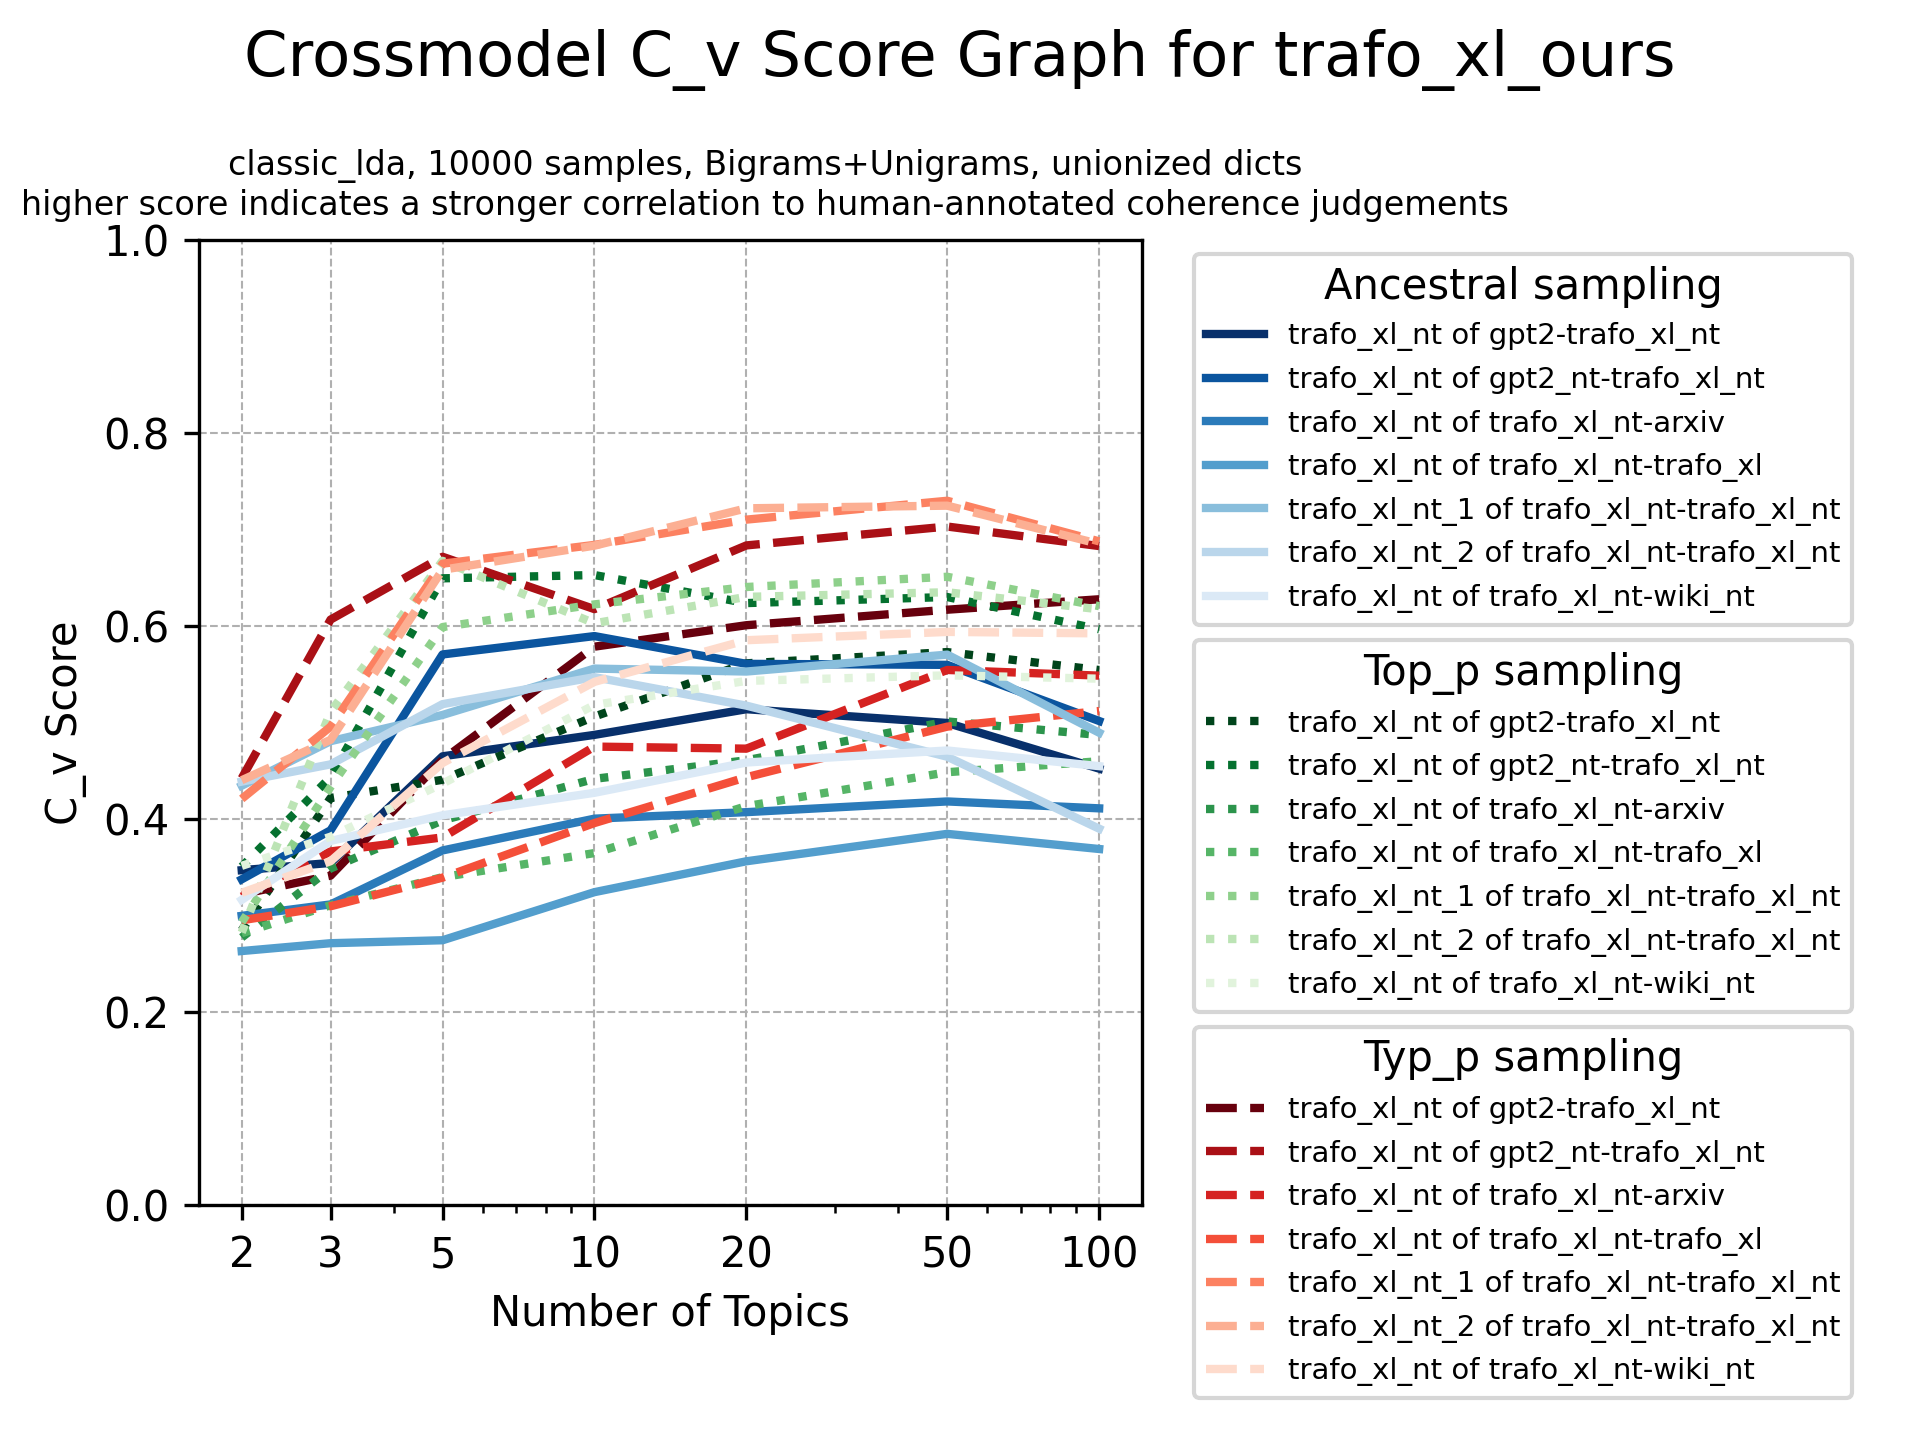 Crossmodel C_v Score Graph for trafo_xl_ours
classic_lda, 10000 samples, Bigrams+Unigrams, unionized dicts
higher score indicates a stronger correlation to human-annotated coherence judgements
1.0
0.8
0.6
0.4
0.2
0.0
C_v Score
2 3 5 10 20 50 100
Number of Topics
Ancestral sampling
trafo_xl_nt of gpt2-trafo_xl_nt
trafo_xl_nt of gpt2_nt-trafo_xl_nt
trafo_xl_nt of trafo_xl_nt-arxiv
trafo_xl_nt of trafo_xl_nt-trafo_xl
trafo_xl_nt_1 of trafo_xl_nt-trafo_xl_nt
trafo_xl_nt_2 of trafo_xl_nt-trafo_xl_nt
trafo_xl_nt of trafo_xl_nt-wiki_nt
Top_p sampling
trafo_xl_nt of gpt2-trafo_xl_nt
trafo_xl_nt of gpt2_nt-trafo_xl_nt
trafo_xl_nt of trafo_xl_nt-arxiv
trafo_xl_nt of trafo_xl_nt-trafo_xl
trafo_xl_nt_1 of trafo_xl_nt-trafo_xl_nt
trafo_xl_nt_2 of trafo_xl_nt-trafo_xl_nt
trafo_xl_nt of trafo_xl_nt-wiki_nt
Typ_p sampling
trafo_xl_nt of gpt2-trafo_xl_nt
trafo_xl_nt of gpt2_nt-trafo_xl_nt
trafo_xl_nt of trafo_xl_nt-arxiv
trafo_xl_nt of trafo_xl_nt-trafo_xl
trafo_xl_nt_1 of trafo_xl_nt-trafo_xl_nt
trafo_xl_nt_2 of trafo_xl_nt-trafo_xl_nt
trafo_xl_nt of trafo_xl_nt-wiki_nt